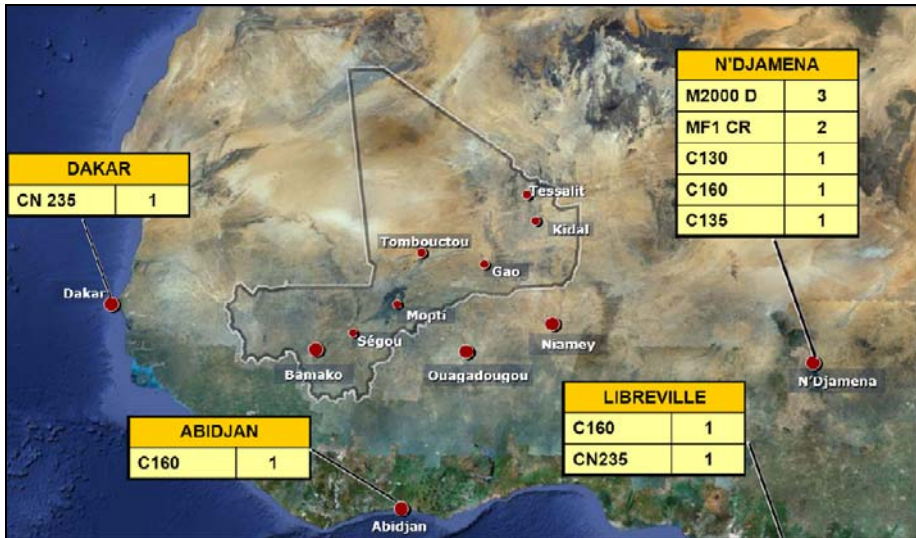 N'DJAMENA
M2000 D 3
MF1 CR 2
C130 1
C160 1
C135 1
DAKAR
CN 235 1
Tessalit
Kidal
Tombouctou
Gao
Dakar
Mopti
Ségou
Niamey
Bamako
Ouagadougou
N'Djamena
LIBREVILLE
C160 1
CN235 1
ABIDJAN
C160 1
Abidjan